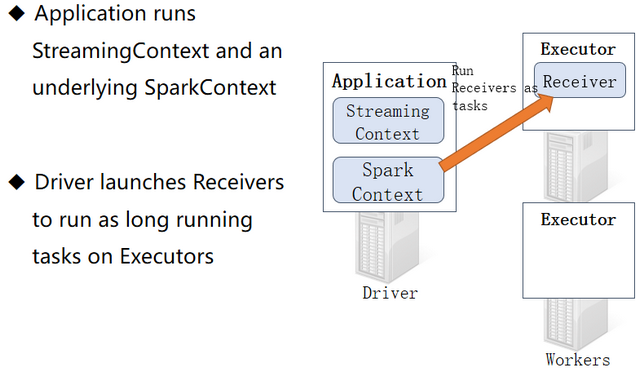 ◆ Application runs
StreamingContext and an
underlying SparkContext
◆ Driver launches Receivers
to run as long running
tasks on Executors
Application
Streaming
Context
Spark
Context
Driver
Run
Receivers as
tasks
Executor
Receiver
Executor
Workers